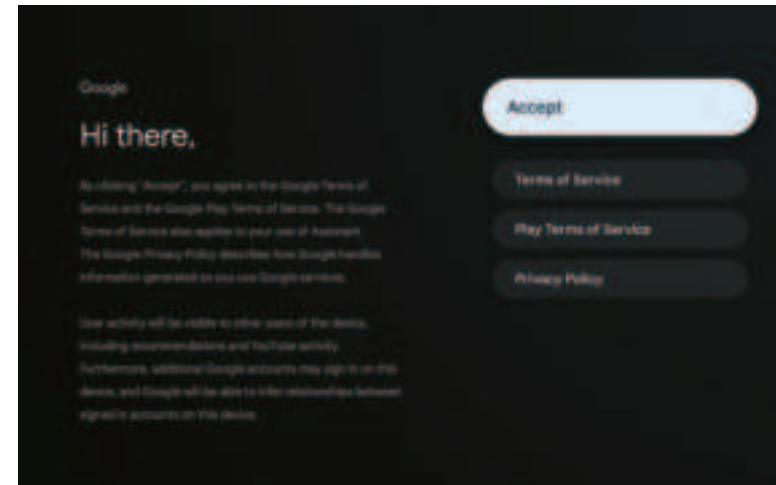 Google
Hi there,
By clicking "Accept", you agree to the Google Terms of
Service and the Google Play Terms of Service. The Google
Terms of Service also applies to your use of Assistant.
The Google Privacy Policy describes how Google handles
information generated as you use Google services.
User activity will be visible to other users of the device,
including recommendations and YouTube activity.
Furthermore, additional Google accounts may sign in on this
device, and Google will be able to infer relationships between
signed in accounts on this device.
Accept
Terms of Service
Play Terms of Service
Privacy Policy